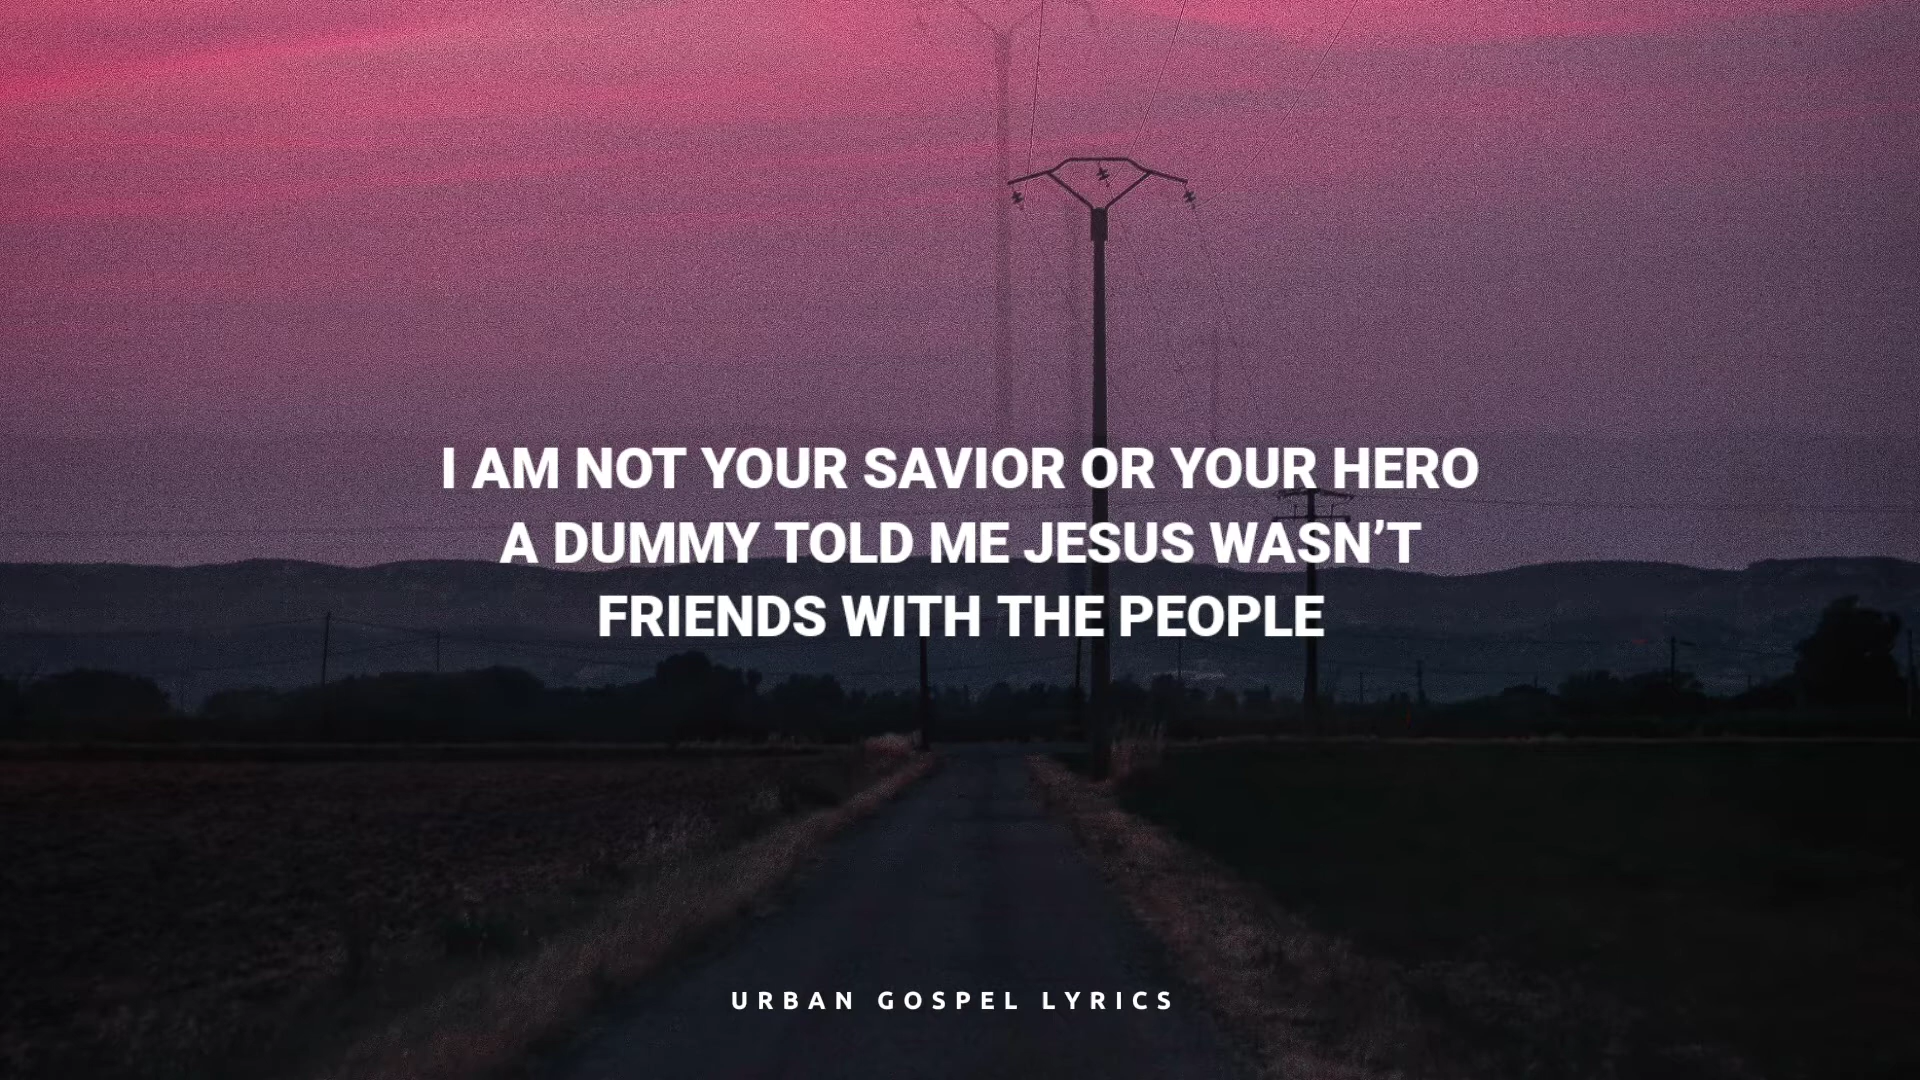 I AM NOT YOUR SAVIOR OR YOUR HERO
A DUMMY TOLD ME JESUS WASN’T
FRIENDS WITH THE PEOPLE
URBAN GOSPEL LYRICS